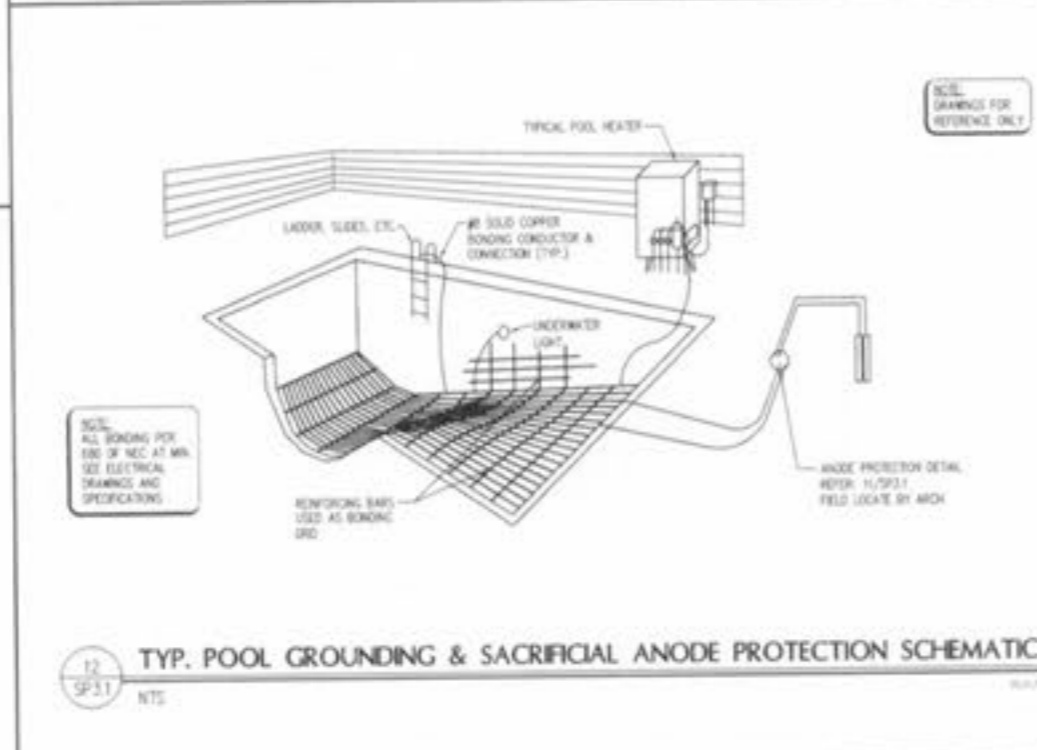 NOTE:
DRAWINGS FOR
REFERENCE ONLY
TYPICAL POOL HEATER
LADDER, SLIDES, ETC.
#8 SOLID COPPER
BONDING CONDUCTOR &
CONNECTION (TYP.)
UNDERWATER
LIGHT
NOTE:
ALL BONDING PER
680 OF NEC AT MIN.
SEE ELECTRICAL
DRAWINGS AND
SPECIFICATIONS
REINFORCING BARS
USED AS BONDING
GRID
ANODE PROTECTION DETAIL
REFER: 11/SP3.1
FIELD LOCATE BY ARCH
12
SP3.1
TYP. POOL GROUNDING & SACRIFICIAL ANODE PROTECTION SCHEMATIC
NTS